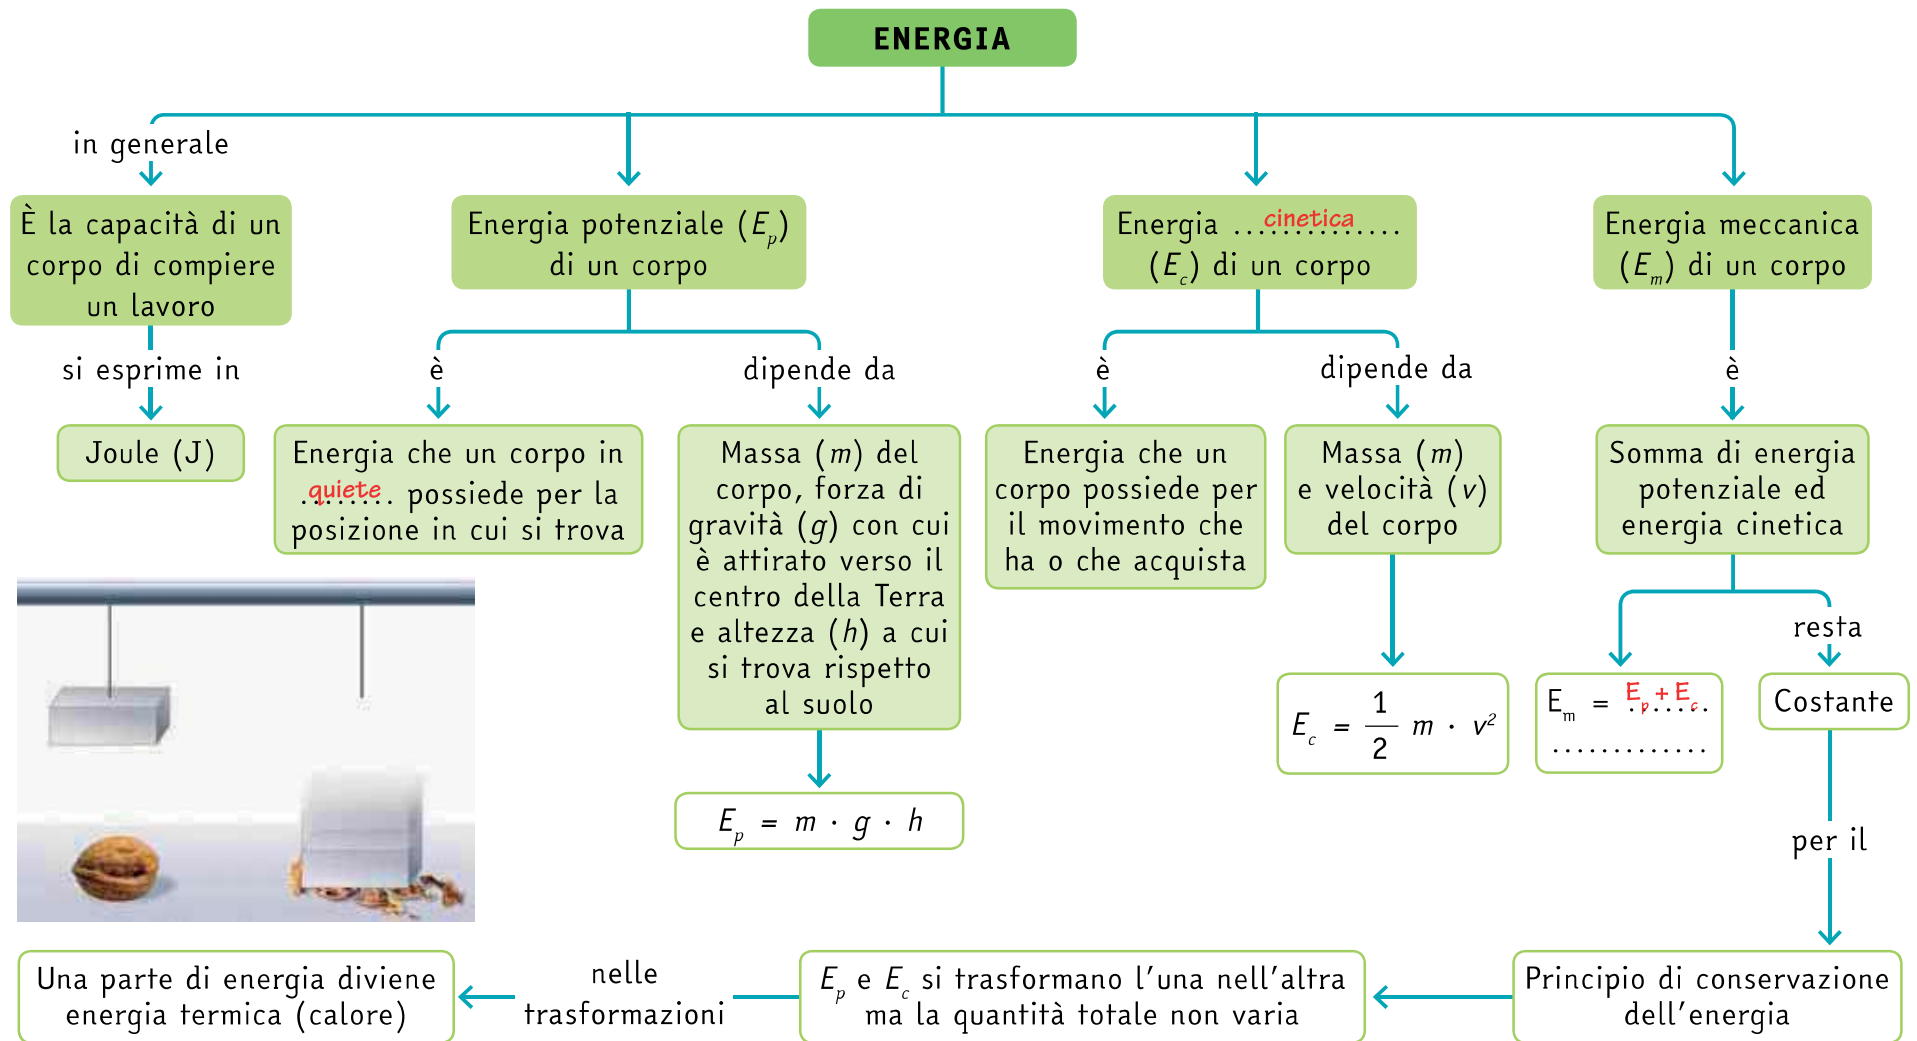 ENERGIA
in generale
È la capacità di un
corpo di compiere
un lavoro
si esprime in
Joule (J)
Energia potenziale (Eₚ)
di un corpo
è
Energia che un corpo in
quiete possiede per la
posizione in cui si trova
dipende da
Massa (m) del
corpo, forza di
gravità (g) con cui
è attirato verso il
centro della Terra
e altezza (h) a cui
si trova rispetto
al suolo
Eₚ = m · g · h
Energia cinetica
(E꜀) di un corpo
è
Energia che un
corpo possiede per
il movimento che
ha o che acquista
dipende da
Massa (m)
e velocità (v)
del corpo
E꜀ = 1/2 m · v²
Energia meccanica
(Eₘ) di un corpo
è
Somma di energia
potenziale ed
energia cinetica
Eₘ = Eₚ + E꜀
.............
resta
Costante
per il
Principio di conservazione
dell'energia
Eₚ e E꜀ si trasformano l'una nell'altra
ma la quantità totale non varia
nelle
trasformazioni
Una parte di energia diviene
energia termica (calore)